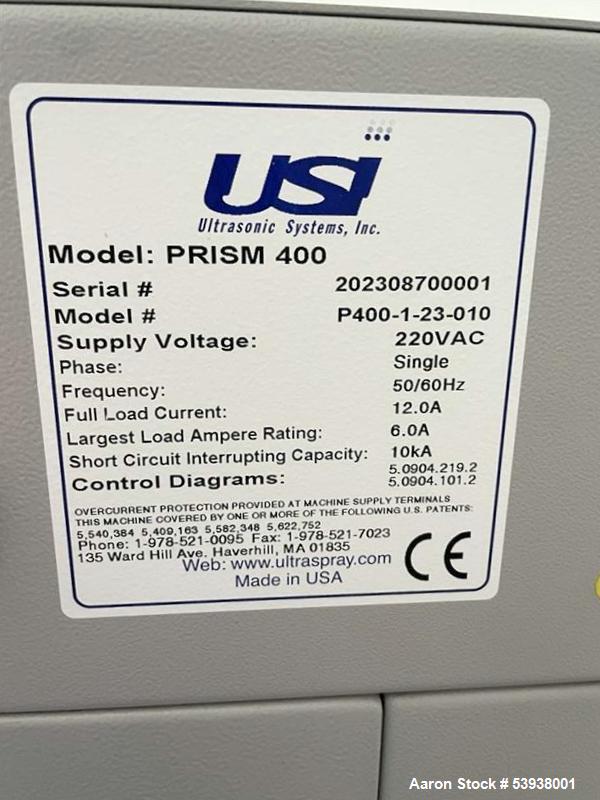 USI
Ultrasonic Systems, Inc.
Model: PRISM 400
Serial # 202308700001
Model # P400-1-23-010
Supply Voltage: 220VAC
Phase: Single
Frequency: 50/60Hz
Full Load Current: 12.0A
Largest Load Ampere Rating: 6.0A
Short Circuit Interrupting Capacity: 10kA
Control Diagrams: 5.0904.219.2
5.0904.101.2
OVERCURRENT PROTECTION PROVIDED AT MACHINE SUPPLY TERMINALS
THIS MACHINE COVERED BY ONE OR MORE OF THE FOLLOWING U.S. PATENTS:
5,540,384 5,409,163 5,582,348 5,622,752
Phone: 1-978-521-0095 Fax: 1-978-521-7023
135 Ward Hill Ave. Haverhill, MA 01835
Web: www.ultraspray.com
Made in USA
CE
Aaron Stock # 53938001